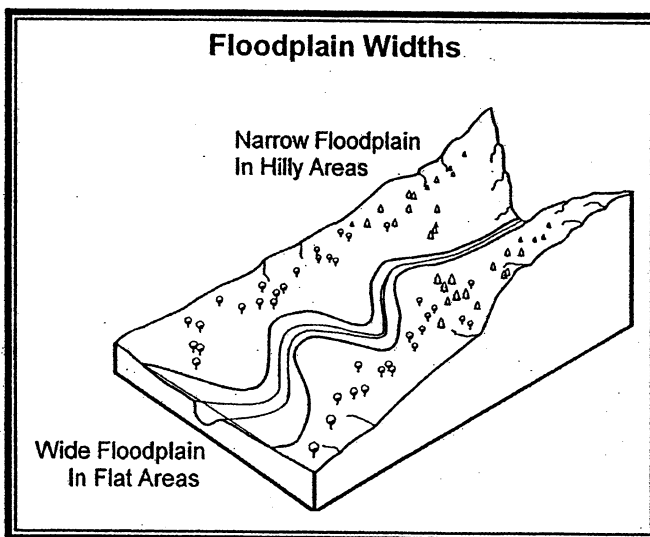 Floodplain Widths
Narrow Floodplain
In Hilly Areas
Wide Floodplain
In Flat Areas